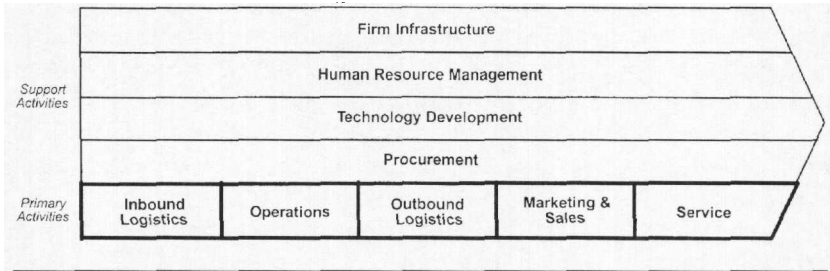 Firm Infrastructure
Human Resource Management
Support
Activities
Technology Development
Procurement
Primary
Activities
Inbound
Logistics
Operations
Outbound
Logistics
Marketing &
Sales
Service